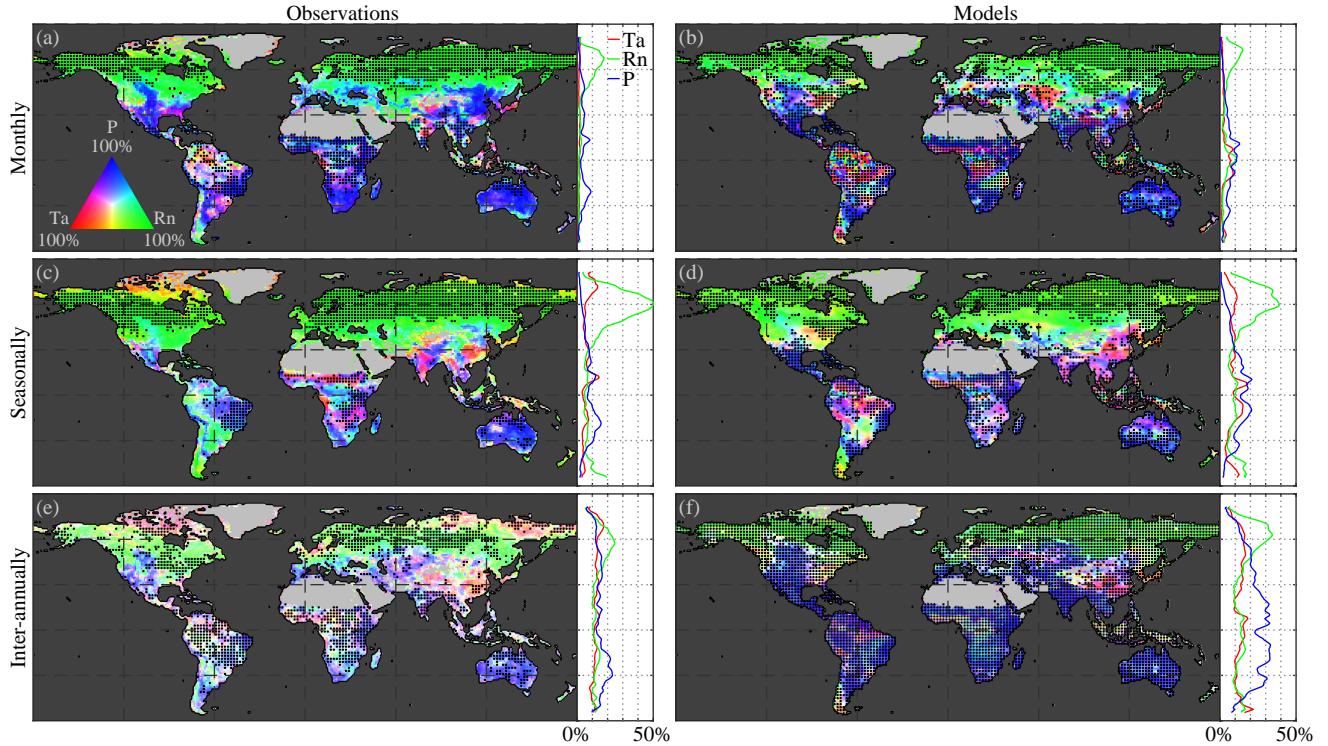 Observations
Models
Monthly
Seasonally
Inter-annually
(a)
(b)
(c)
(d)
(e)
(f)
Ta
Rn
P
P
100%
Ta
100%
Rn
100%
0%
50%
0%
50%